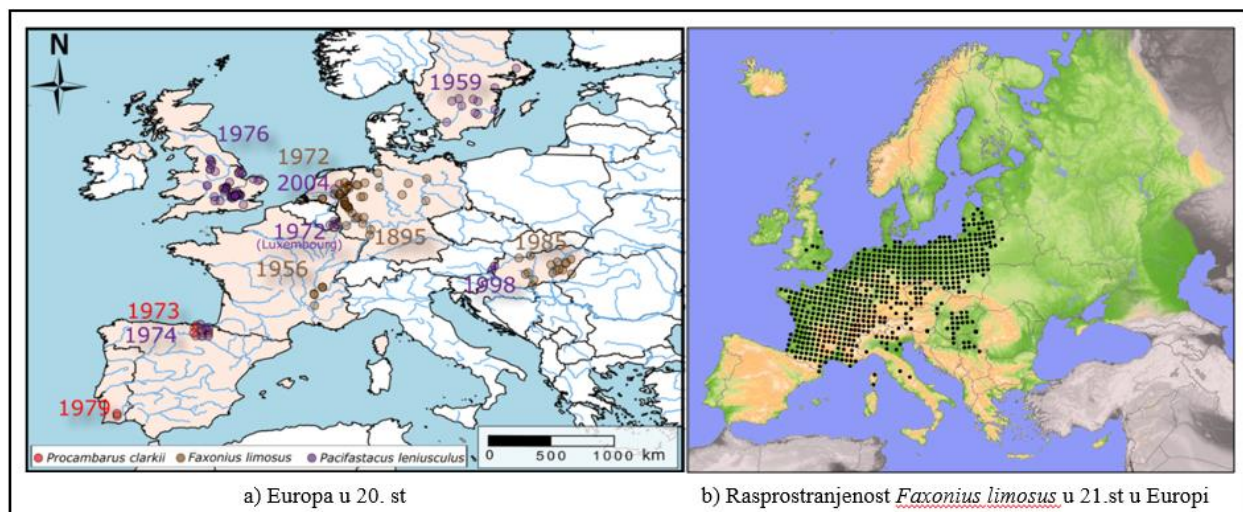 N
1959
1976
1972
2004
1972
(Luxembourg)
1895
1985
1956
1998
1973
1974
1979
0 500 1000 km
Procambarus clarkii Faxonius limosus Pacifastacus leniusculus
a) Europa u 20. st
b) Rasprostranjenost Faxonius limosus u 21.st u Europi